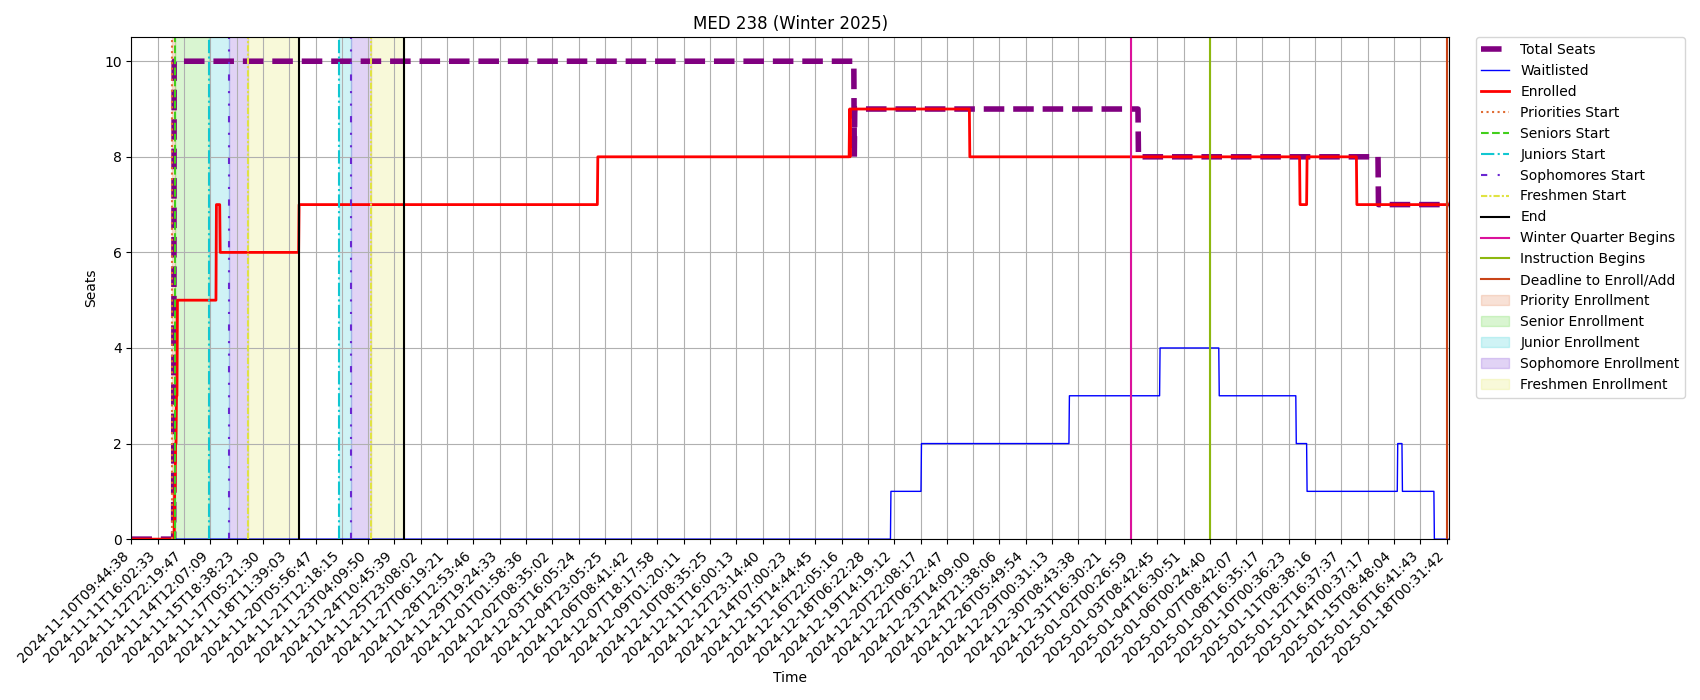 MED 238 (Winter 2025)
10
8
6
4
2
0
Seats
2024-11-10T09:44:38
2024-11-11T16:02:33
2024-11-12T22:19:47
2024-11-14T12:07:09
2024-11-15T18:38:23
2024-11-17T05:21:30
2024-11-18T11:39:03
2024-11-20T05:56:47
2024-11-21T12:18:15
2024-11-23T04:09:50
2024-11-24T10:45:39
2024-11-25T23:08:02
2024-11-27T06:19:21
2024-11-28T12:53:46
2024-11-29T19:24:33
2024-12-01T01:58:36
2024-12-02T08:35:02
2024-12-03T16:05:24
2024-12-04T23:05:25
2024-12-06T08:41:42
2024-12-07T18:17:58
2024-12-09T01:20:11
2024-12-10T08:35:25
2024-12-11T16:00:13
2024-12-12T23:14:40
2024-12-14T07:00:23
2024-12-15T14:44:45
2024-12-16T22:05:16
2024-12-18T06:22:28
2024-12-19T14:19:12
2024-12-20T22:08:17
2024-12-22T06:22:47
2024-12-23T14:09:00
2024-12-24T21:38:06
2024-12-26T05:49:54
2024-12-29T00:31:13
2024-12-30T08:43:38
2024-12-31T16:30:21
2025-01-02T00:26:59
2025-01-03T08:42:45
2025-01-04T16:30:51
2025-01-06T00:24:40
2025-01-07T08:42:07
2025-01-08T16:35:17
2025-01-10T00:36:23
2025-01-11T08:38:16
2025-01-12T16:37:37
2025-01-14T00:37:17
2025-01-15T08:48:04
2025-01-16T16:41:43
2025-01-18T00:31:42
Time
Total Seats
Waitlisted
Enrolled
Priorities Start
Seniors Start
Juniors Start
Sophomores Start
Freshmen Start
End
Winter Quarter Begins
Instruction Begins
Deadline to Enroll/Add
Priority Enrollment
Senior Enrollment
Junior Enrollment
Sophomore Enrollment
Freshmen Enrollment